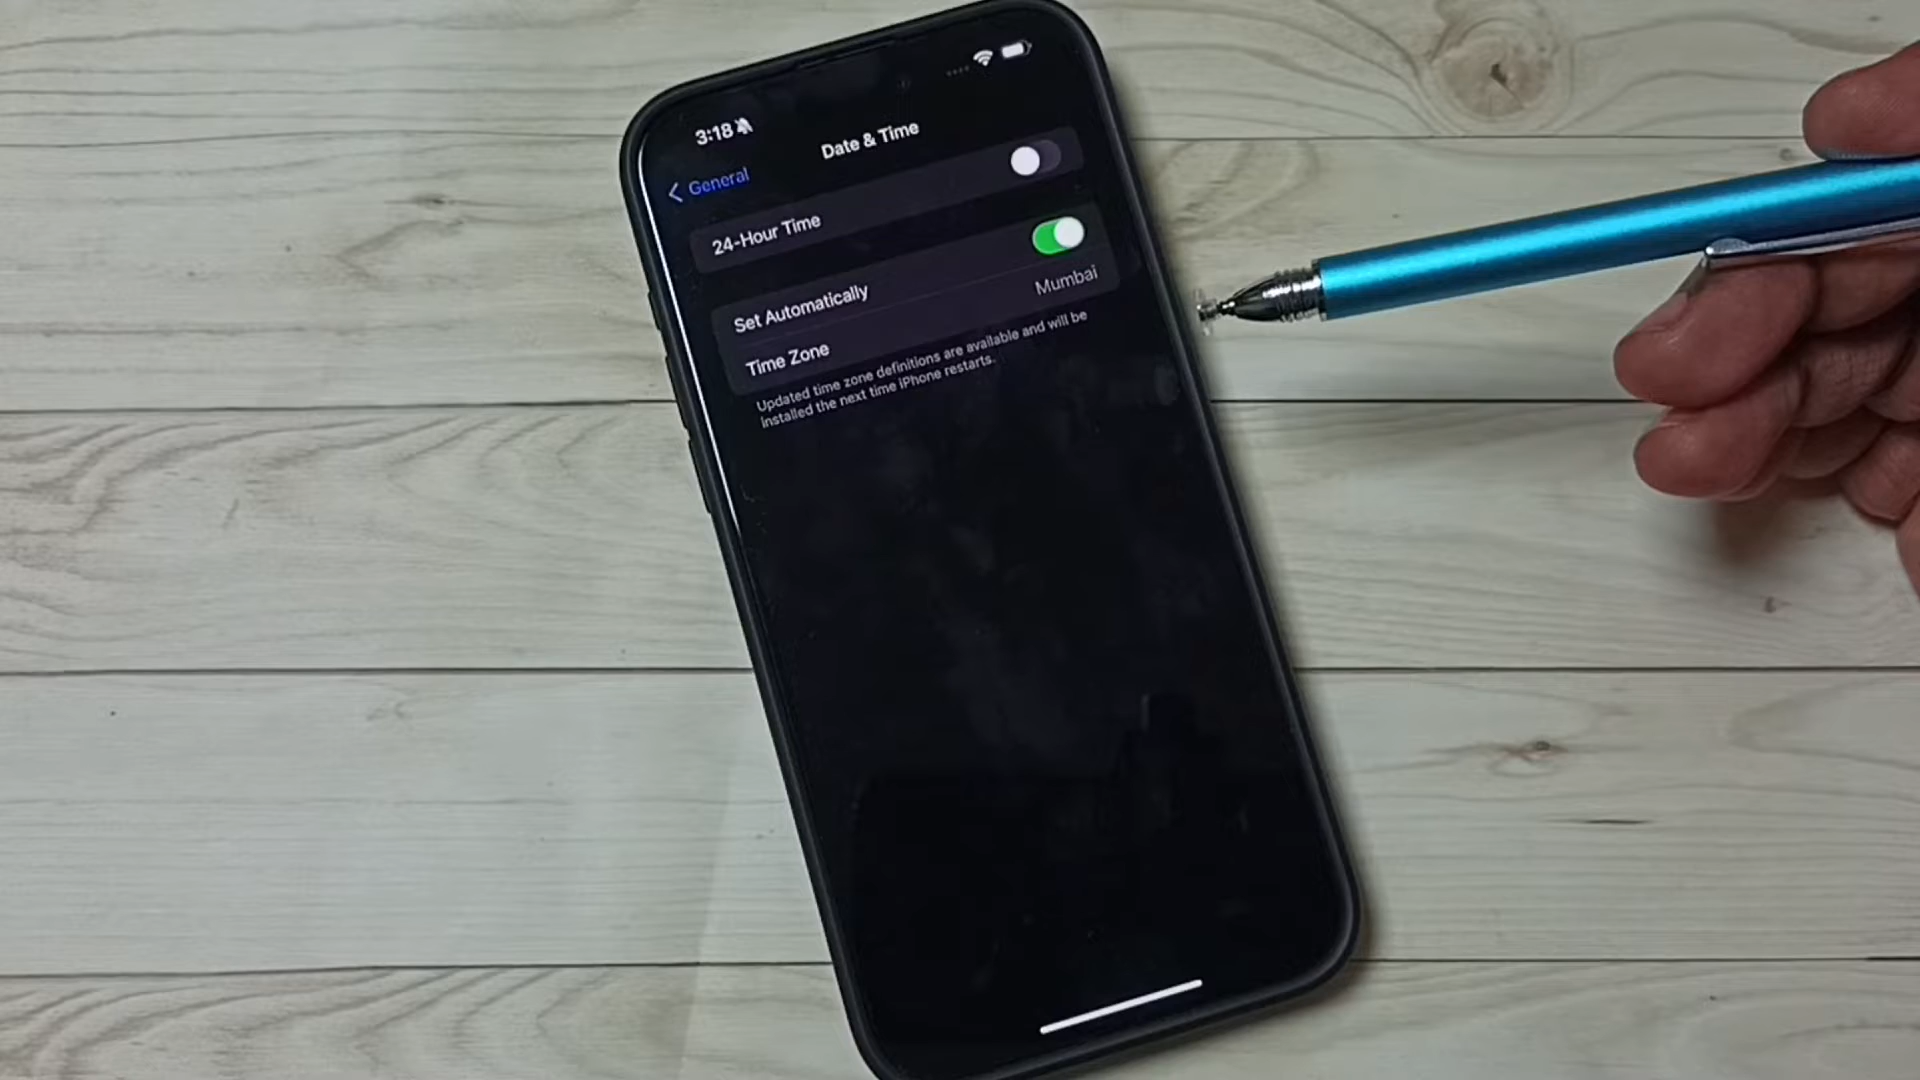 3:18
Date & Time
General
24-Hour Time
Set Automatically
Time Zone Mumbai
Updated time zone definitions are available and will be
installed the next time iPhone restarts.